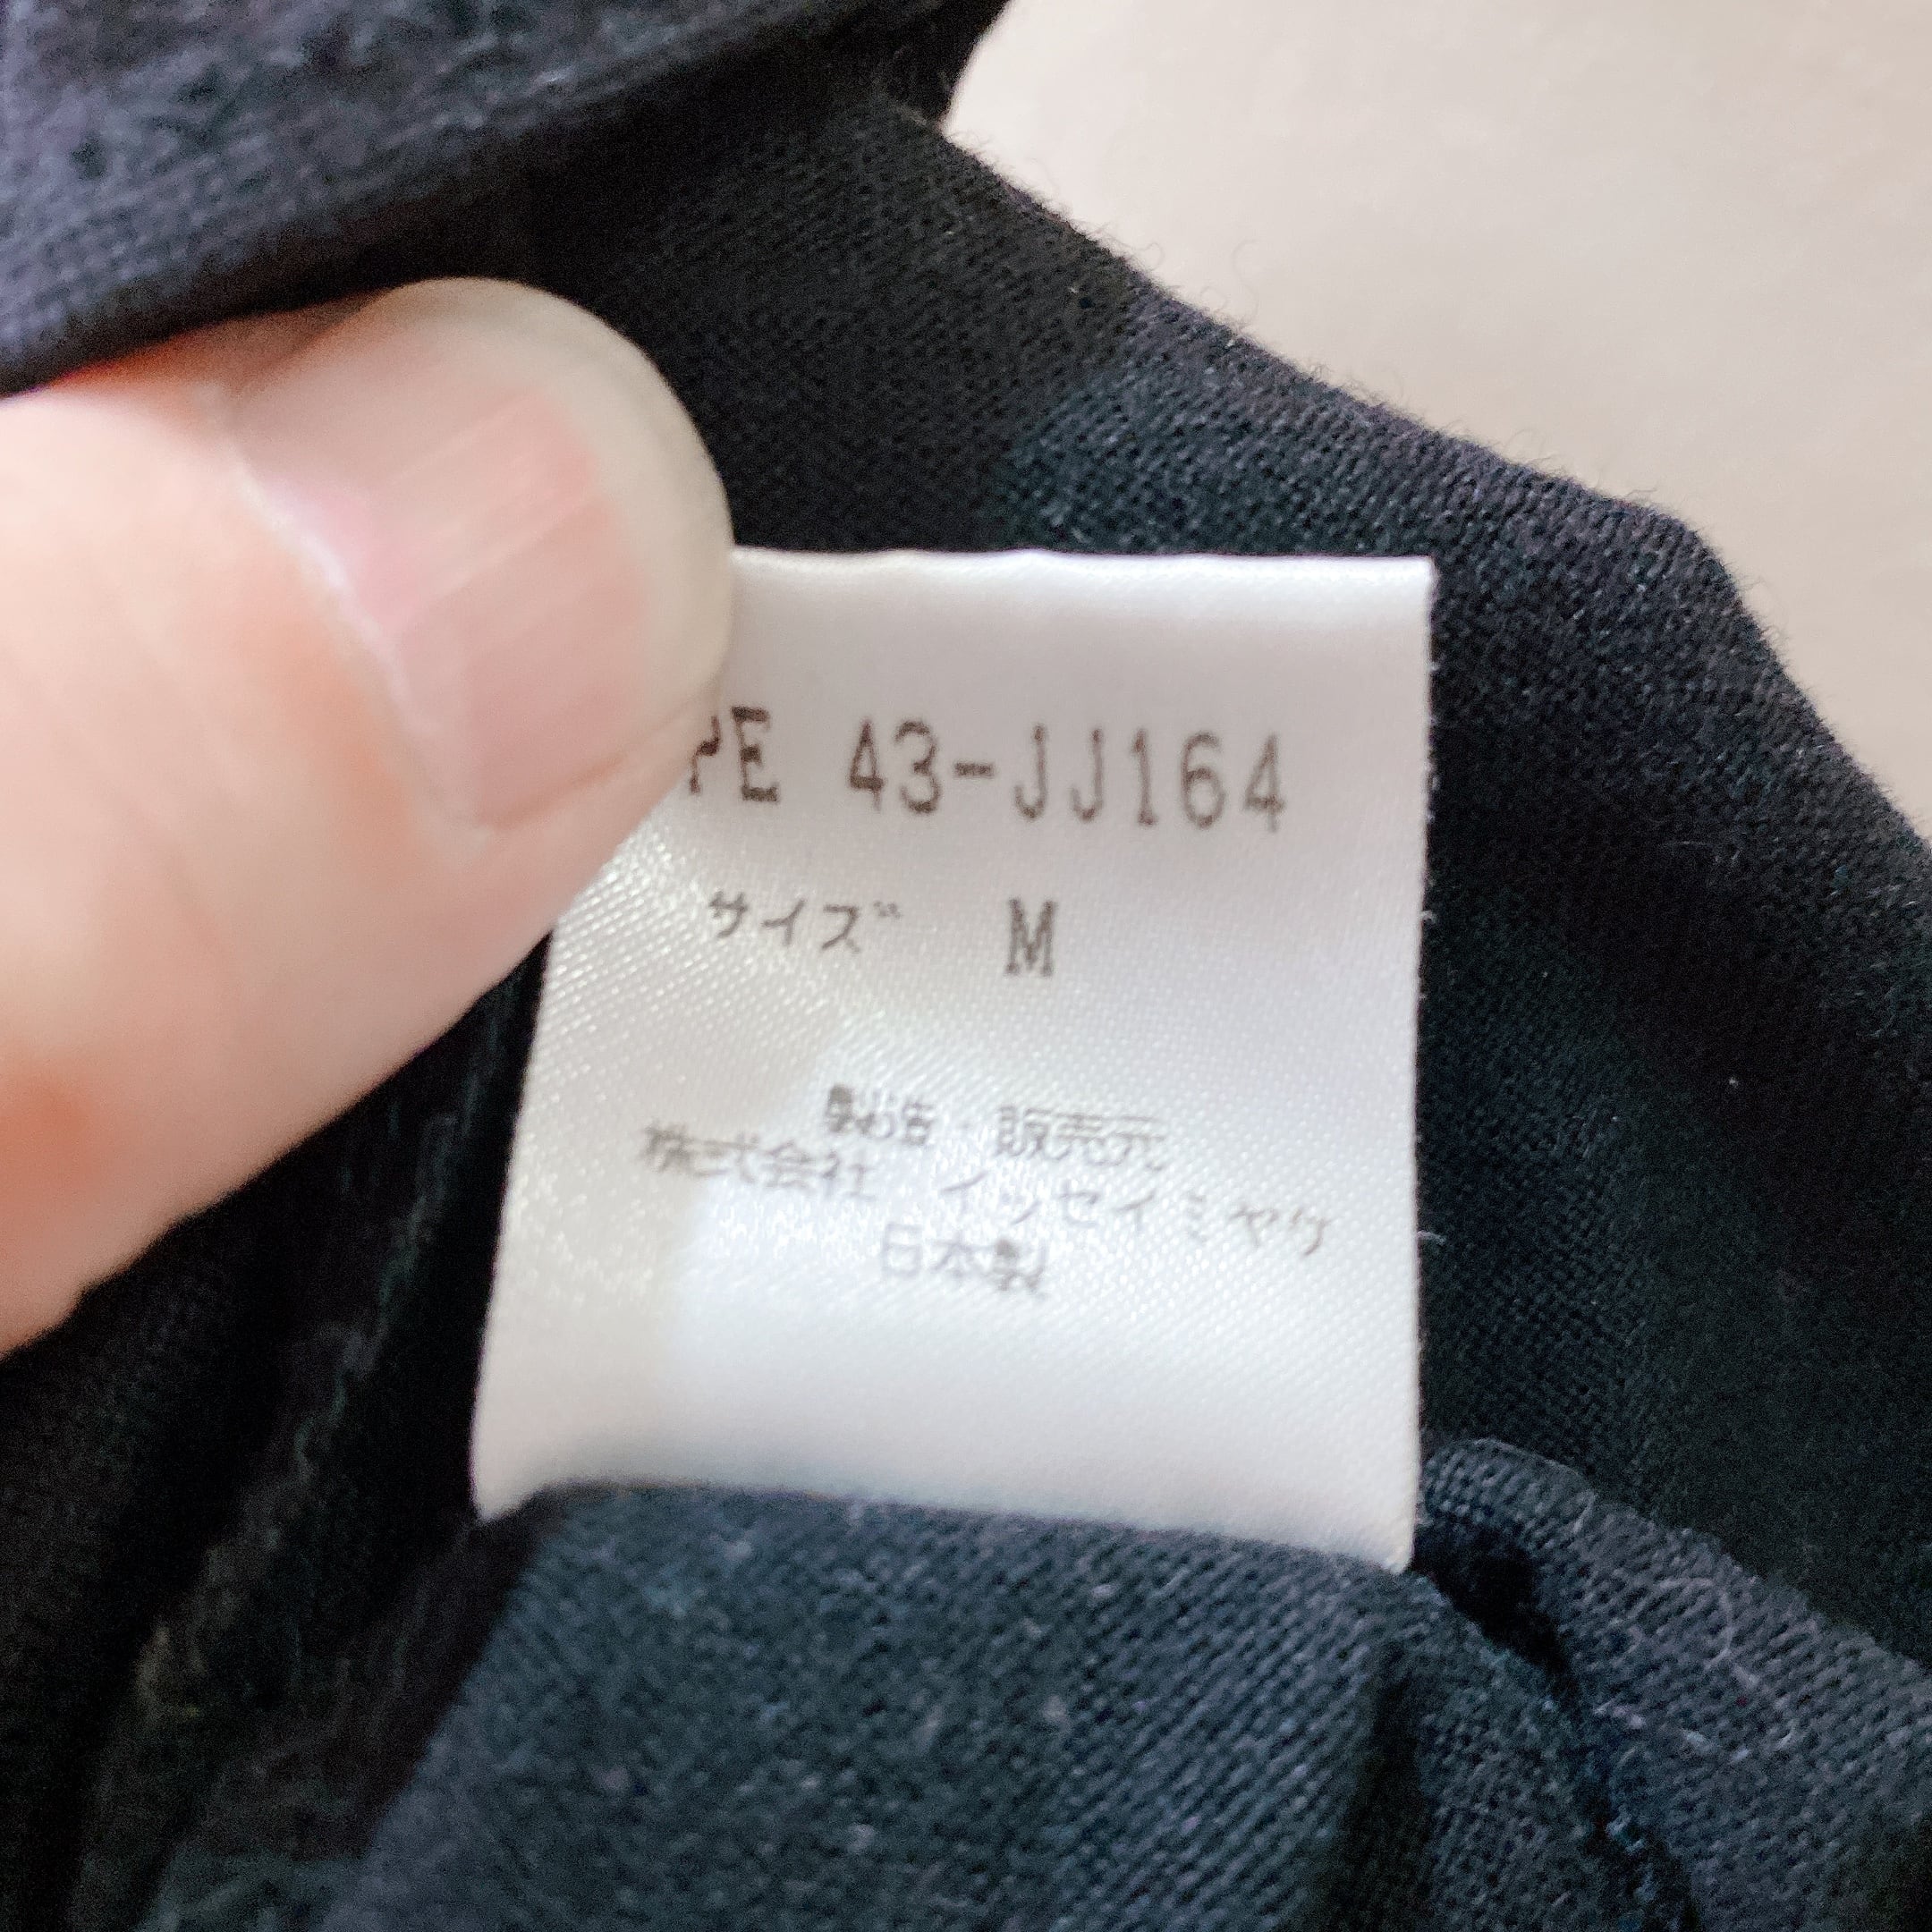 PE 43-JJ164
サイズ M
製造・販売元
株式会社 イッセイミヤケ
日本製